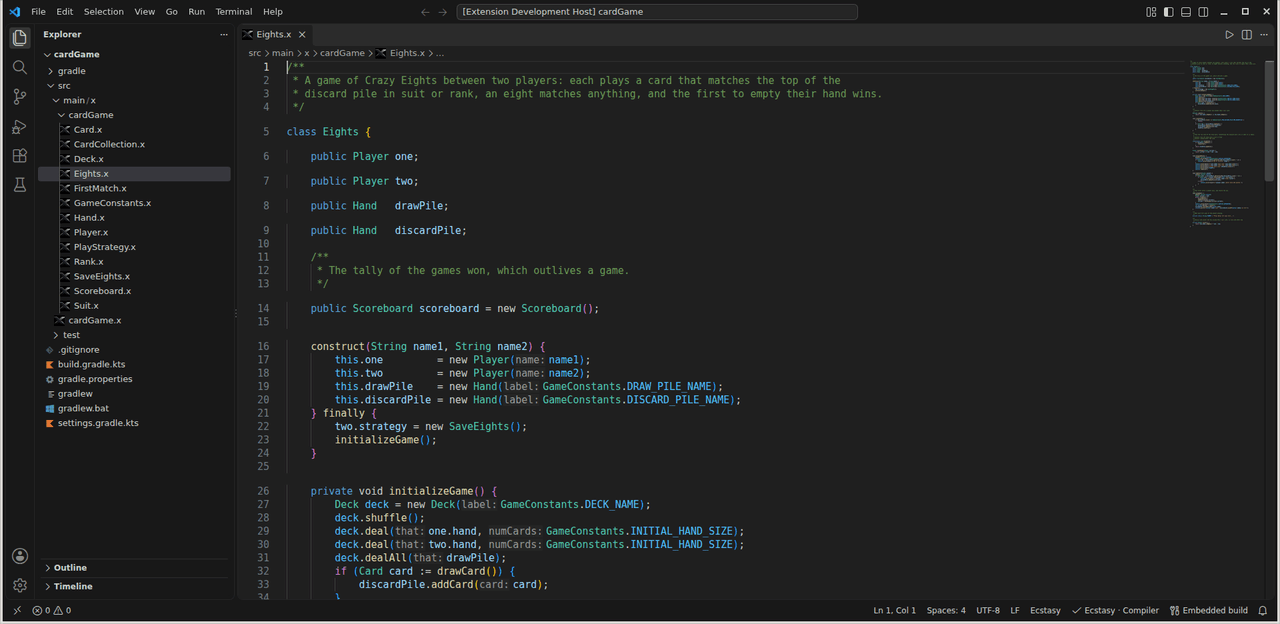 File Edit Selection View Go Run Terminal Help
[Extension Development Host] cardGame
Explorer
cardGame
gradle
src
main / x
cardGame
Card.x
CardCollection.x
Deck.x
Eights.x
FirstMatch.x
GameConstants.x
Hand.x
Player.x
PlayStrategy.x
Rank.x
SaveEights.x
Scoreboard.x
Suit.x
cardGame.x
test
.gitignore
build.gradle.kts
gradle.properties
gradlew
gradlew.bat
settings.gradle.kts
Outline
Timeline
Eights.x
src > main > x > cardGame > Eights.x > ...
1 /**
2 * A game of Crazy Eights between two players: each plays a card that matches the top of the
3 * discard pile in suit or rank, an eight matches anything, and the first to empty their hand wins.
4 */
5 class Eights {
6 public Player one;
7 public Player two;
8 public Hand drawPile;
9 public Hand discardPile;
10
11 /**
12 * The tally of the games won, which outlives a game.
13 */
14 public Scoreboard scoreboard = new Scoreboard();
15
16 construct(String name1, String name2) {
17 this.one = new Player(name: name1);
18 this.two = new Player(name: name2);
19 this.drawPile = new Hand(label: GameConstants.DRAW_PILE_NAME);
20 this.discardPile = new Hand(label: GameConstants.DISCARD_PILE_NAME);
21 } finally {
22 two.strategy = new SaveEights();
23 initializeGame();
24 }
25
26 private void initializeGame() {
27 Deck deck = new Deck(label: GameConstants.DECK_NAME);
28 deck.shuffle();
29 deck.deal(that: one.hand, numCards: GameConstants.INITIAL_HAND_SIZE);
30 deck.deal(that: two.hand, numCards: GameConstants.INITIAL_HAND_SIZE);
31 deck.dealAll(that: drawPile);
32 if (Card card := drawCard()) {
33 discardPile.addCard(card: card);
34 }
0 0
Ln 1, Col 1 Spaces: 4 UTF-8 LF Ecstasy Ecstasy · Compiler Embedded build